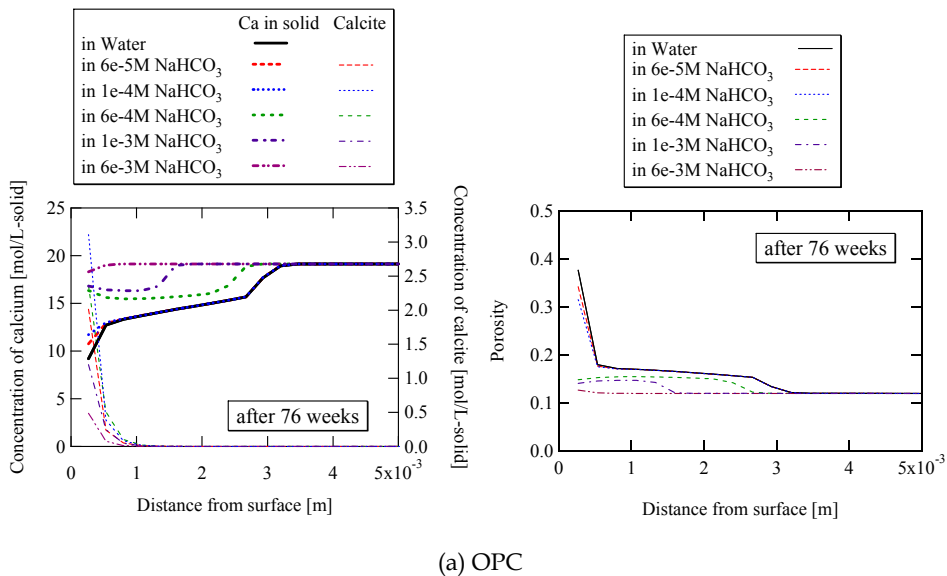 Ca in solid Calcite
in Water
in 6e-5M NaHCO3
in 1e-4M NaHCO3
in 6e-4M NaHCO3
in 1e-3M NaHCO3
in 6e-3M NaHCO3
Concentration of calcium [mol/L-solid]
25
20
15
10
5
0
3.5
3.0
2.5
2.0
1.5
1.0
0.5
0.0
Concentration of calcite [mol/L-solid]
after 76 weeks
0 1 2 3 4 5x10-3
Distance from surface [m]
in Water
in 6e-5M NaHCO3
in 1e-4M NaHCO3
in 6e-4M NaHCO3
in 1e-3M NaHCO3
in 6e-3M NaHCO3
Porosity
0.5
0.4
0.3
0.2
0.1
0.0
after 76 weeks
0 1 2 3 4 5x10-3
Distance from surface [m]
(a) OPC